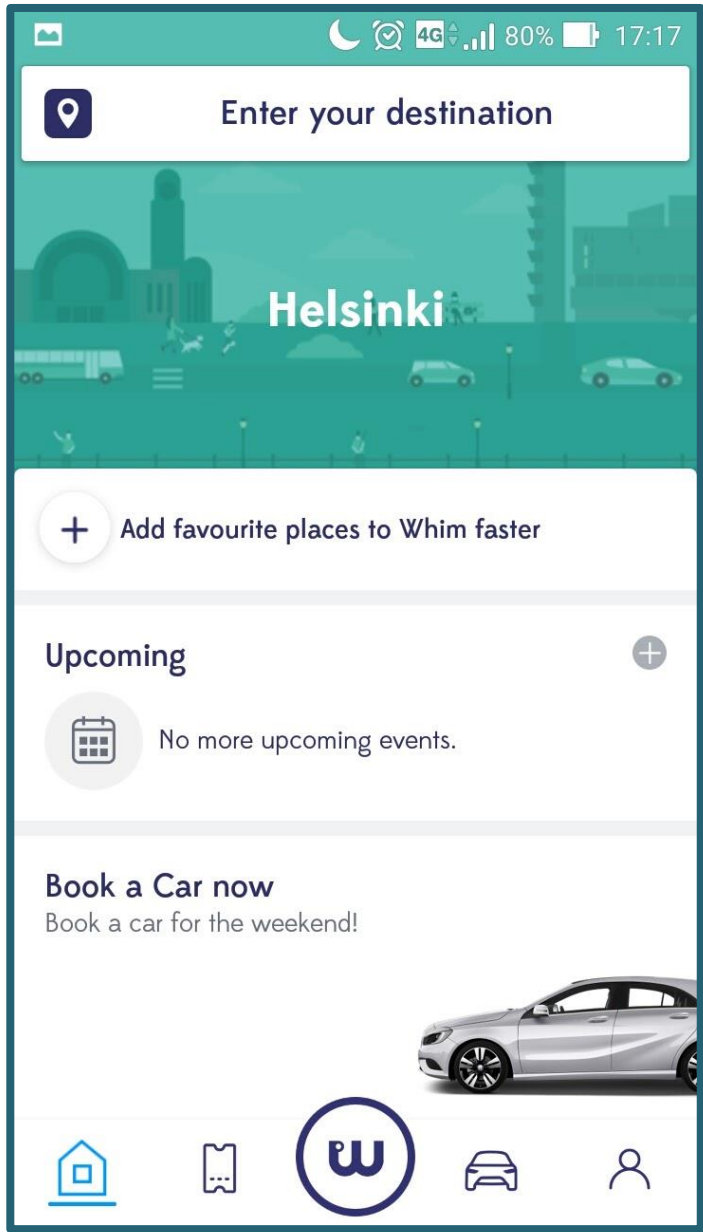 4G 80% 17:17
Enter your destination
Helsinki
Add favourite places to Whim faster
Upcoming
No more upcoming events.
Book a Car now
Book a car for the weekend!
w